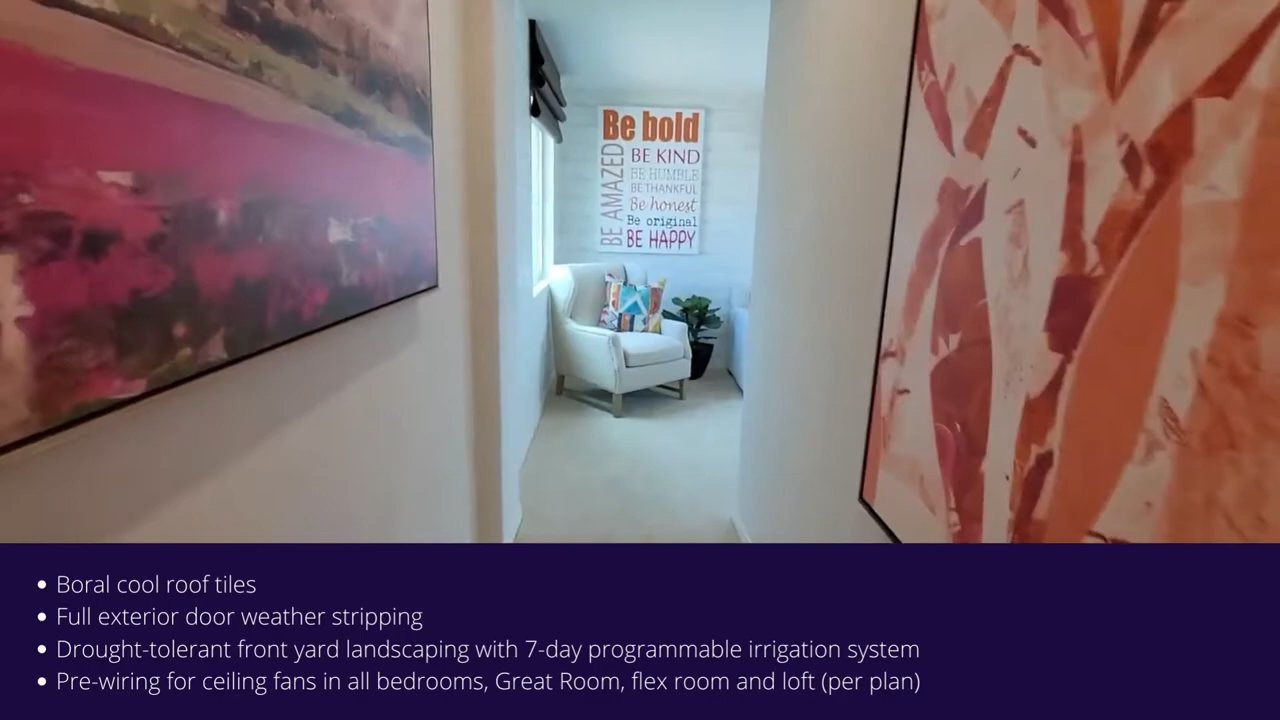 Be bold
BE AMAZED
BE KIND
BE HUMBLE
BE THANKFUL
Be honest
Be original
BE HAPPY
• Boral cool roof tiles
• Full exterior door weather stripping
• Drought-tolerant front yard landscaping with 7-day programmable irrigation system
• Pre-wiring for ceiling fans in all bedrooms, Great Room, flex room and loft (per plan)